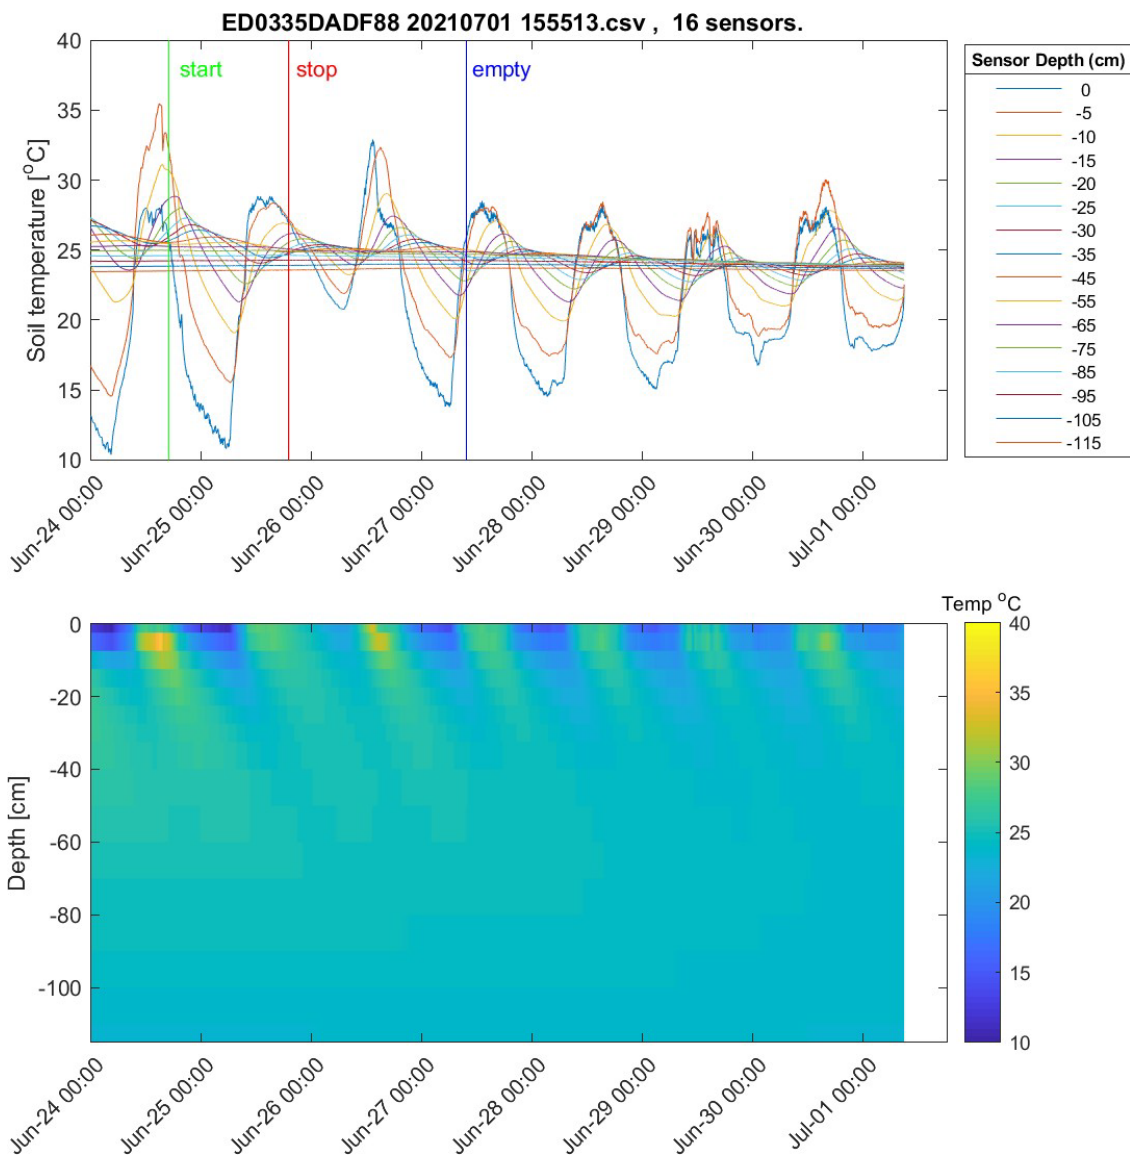 ED0335DADF88 20210701 155513.csv ,  16 sensors.
40
35
30
25
20
15
10
Soil temperature [°C]
start
stop
empty
Jun-24 00:00
Jun-25 00:00
Jun-26 00:00
Jun-27 00:00
Jun-28 00:00
Jun-29 00:00
Jun-30 00:00
Jul-01 00:00
Sensor Depth (cm)
0
-5
-10
-15
-20
-25
-30
-35
-45
-55
-65
-75
-85
-95
-105
-115
0
-20
-40
-60
-80
-100
Depth [cm]
Jun-24 00:00
Jun-25 00:00
Jun-26 00:00
Jun-27 00:00
Jun-28 00:00
Jun-29 00:00
Jun-30 00:00
Jul-01 00:00
Temp °C
40
35
30
25
20
15
10